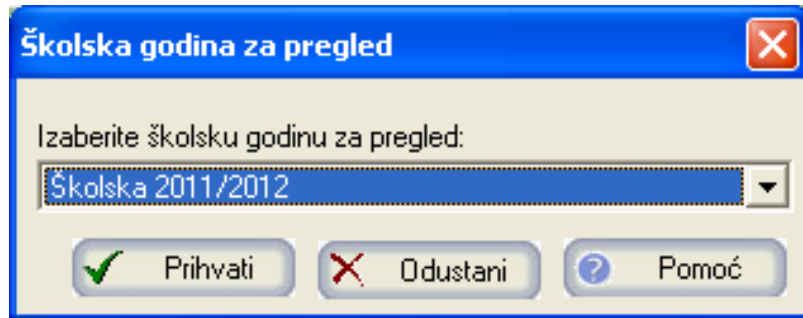 Školska godina za pregled
Izaberite školsku godinu za pregled:
Školska 2011/2012
Prihvati Odustani Pomoć